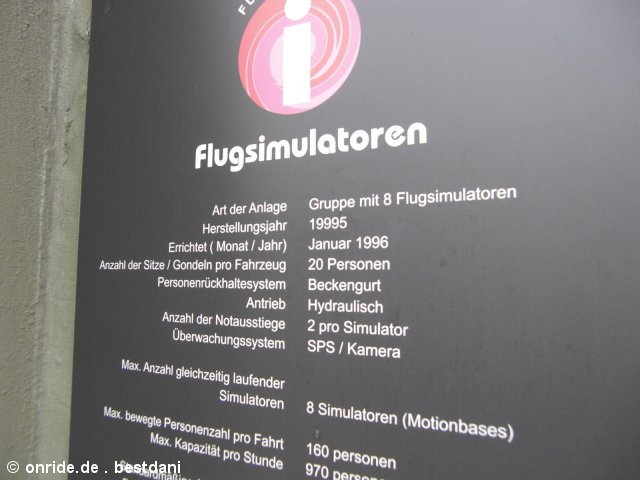 i
Flugsimulatoren
Art der Anlage Gruppe mit 8 Flugsimulatoren
Herstellungsjahr 19995
Errichtet ( Monat / Jahr) Januar 1996
Anzahl der Sitze / Gondeln pro Fahrzeug 20 Personen
Personenrückhaltesystem Beckengurt
Antrieb Hydraulisch
Anzahl der Notausstiege 2 pro Simulator
Überwachungssystem SPS / Kamera
Max. Anzahl gleichzeitig laufender
Simulatoren 8 Simulatoren (Motionbases)
Max. bewegte Personenzahl pro Fahrt 160 personen
Max. Kapazität pro Stunde 970
© onride.de . bestdani